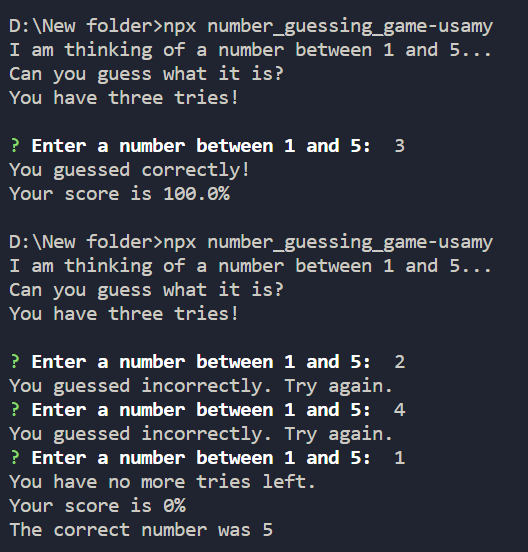 D:\New folder>npx number_guessing_game-usamy
I am thinking of a number between 1 and 5...
Can you guess what it is?
You have three tries!
? Enter a number between 1 and 5:  3
You guessed correctly!
Your score is 100.0%
D:\New folder>npx number_guessing_game-usamy
I am thinking of a number between 1 and 5...
Can you guess what it is?
You have three tries!
? Enter a number between 1 and 5:  2
You guessed incorrectly. Try again.
? Enter a number between 1 and 5:  4
You guessed incorrectly. Try again.
? Enter a number between 1 and 5:  1
You have no more tries left.
Your score is 0%
The correct number was 5